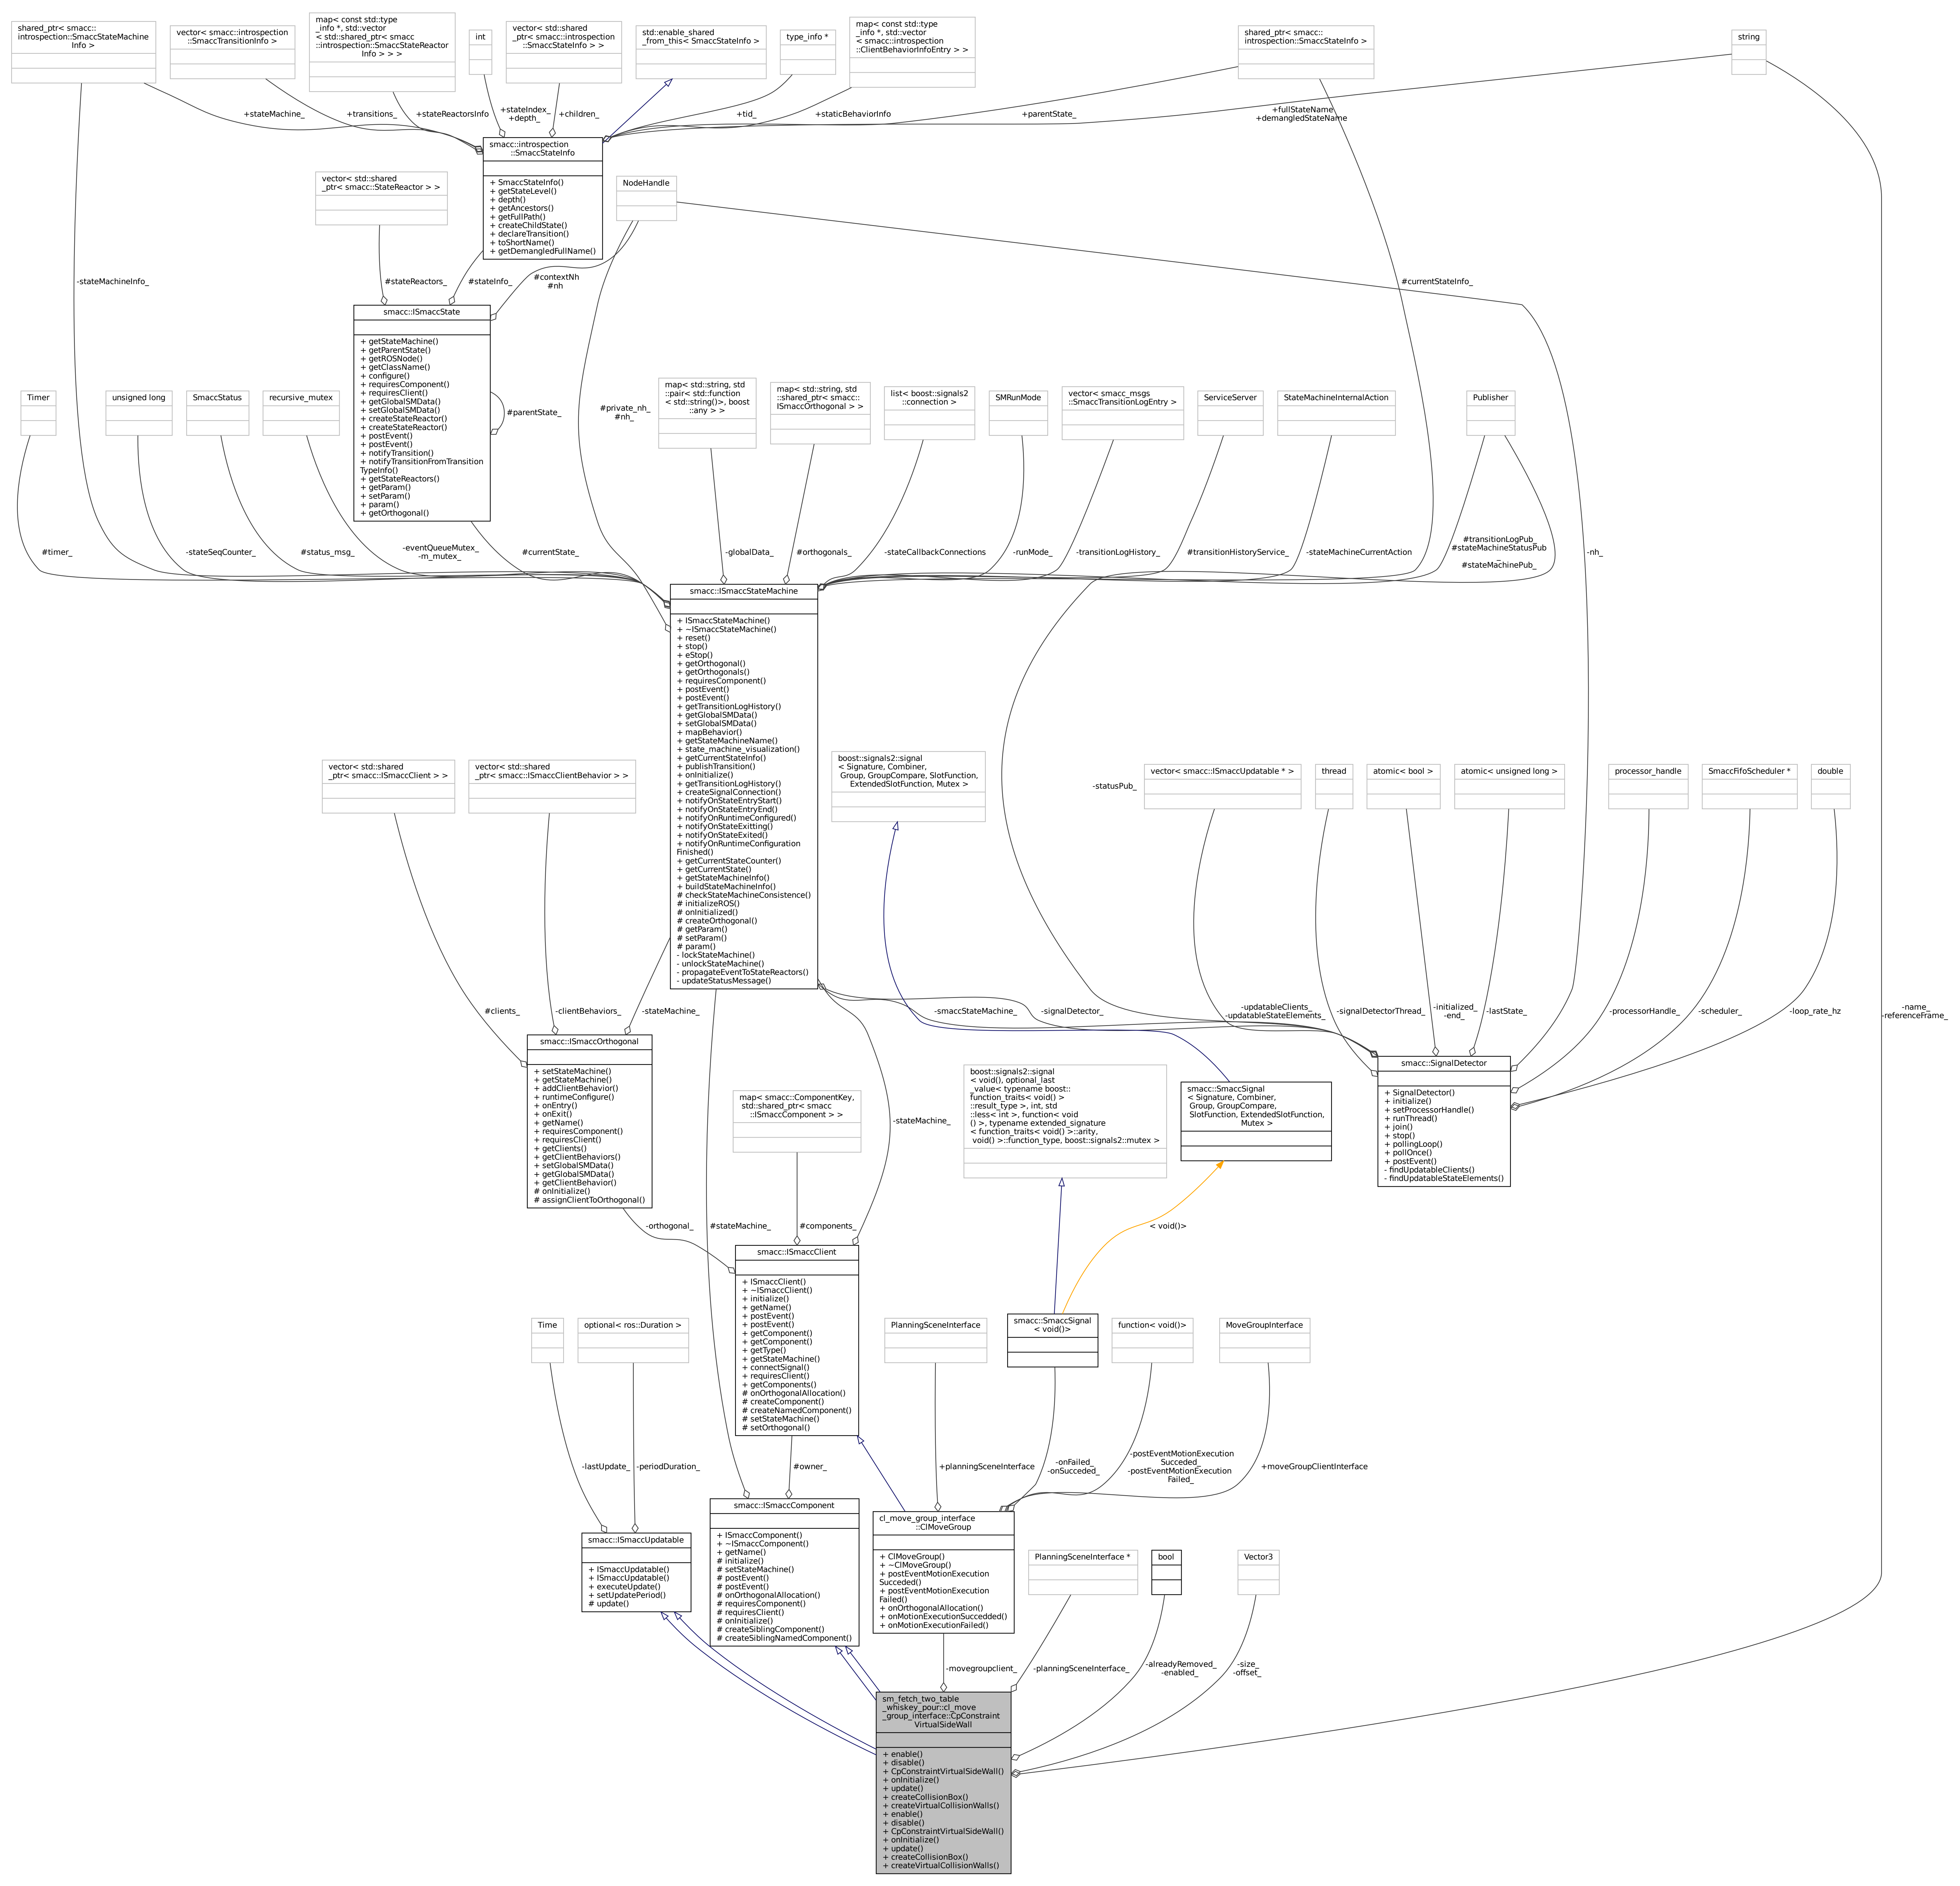 shared_ptr< smacc::
introspection::SmaccStateMachine
Info >
vector< smacc::introspection
::SmaccTransitionInfo >
map< const std::type
_info *, std::vector
< std::shared_ptr< smacc
::introspection::SmaccStateReactor
Info > > >
int
vector< std::shared
_ptr< smacc::introspection
::SmaccStateInfo > >
std::enable_shared
_from_this< SmaccStateInfo >
type_info *
map< const std::type
_info *, std::vector
< smacc::introspection
::ClientBehaviorInfoEntry > >
shared_ptr< smacc::
introspection::SmaccStateInfo >
string
+stateMachine_
+transitions_
+stateReactorsInfo
+stateIndex_
+depth_
+children_
+tid_
+staticBehaviorInfo
+parentState_
+fullStateName
+demangledStateName
smacc::introspection
::SmaccStateInfo
+ SmaccStateInfo()
+ getStateLevel()
+ depth()
+ getAncestors()
+ getFullPath()
+ createChildState()
+ declareTransition()
+ toShortName()
+ getDemangledFullName()
vector< std::shared
_ptr< smacc::StateReactor > >
NodeHandle
-stateMachineInfo_
#stateReactors_
#stateInfo_
#contextNh
#nh
#currentStateInfo_
smacc::ISmaccState
+ getStateMachine()
+ getParentState()
+ getROSNode()
+ getClassName()
+ configure()
+ requiresComponent()
+ requiresClient()
+ getGlobalSMData()
+ setGlobalSMData()
+ createStateReactor()
+ createStateReactor()
+ postEvent()
+ postEvent()
+ notifyTransition()
+ notifyTransitionFromTransition
TypeInfo()
+ getStateReactors()
+ getParam()
+ setParam()
+ param()
+ getOrthogonal()
#parentState_
#private_nh_
#nh_
Timer
unsigned long
SmaccStatus
recursive_mutex
map< std::string, std
::pair< std::function
< std::string()>, boost
::any > >
map< std::string, std
::shared_ptr< smacc::
ISmaccOrthogonal > >
list< boost::signals2
::connection >
SMRunMode
vector< smacc_msgs
::SmaccTransitionLogEntry >
ServiceServer
StateMachineInternalAction
Publisher
#timer_
-stateSeqCounter_
#status_msg_
-eventQueueMutex_
-m_mutex_
#currentState_
-globalData_
#orthogonals_
-stateCallbackConnections
-runMode_
-transitionLogHistory_
#transitionHistoryService_
-stateMachineCurrentAction
#transitionLogPub_
#stateMachineStatusPub
_
#stateMachinePub_
-nh_
smacc::ISmaccStateMachine
+ ISmaccStateMachine()
+ ~ISmaccStateMachine()
+ reset()
+ stop()
+ eStop()
+ getOrthogonal()
+ getOrthogonals()
+ requiresComponent()
+ postEvent()
+ postEvent()
+ getTransitionLogHistory()
+ getGlobalSMData()
+ setGlobalSMData()
+ mapBehavior()
+ getStateMachineName()
+ state_machine_visualization()
+ getCurrentStateInfo()
+ publishTransition()
+ onInitialize()
+ getTransitionLogHistory()
+ createSignalConnection()
+ notifyOnStateEntryStart()
+ notifyOnStateEntryEnd()
+ notifyOnRuntimeConfigured()
+ notifyOnStateExitting()
+ notifyOnStateExited()
+ notifyOnRuntimeConfiguration
Finished()
+ getCurrentStateCounter()
+ getCurrentState()
+ getStateMachineInfo()
+ buildStateMachineInfo()
# checkStateMachineConsistence()
# initializeROS()
# onInitialized()
# createOrthogonal()
# getParam()
# setParam()
# param()
- lockStateMachine()
- unlockStateMachine()
- propagateEventToStateReactors()
- updateStatusMessage()
vector< std::shared
_ptr< smacc::ISmaccClient > >
vector< std::shared
_ptr< smacc::ISmaccClientBehavior > >
boost::signals2::signal
< Signature, Combiner,
Group, GroupCompare, SlotFunction,
ExtendedSlotFunction, Mutex >
-statusPub_
vector< smacc::ISmaccUpdatable * >
thread
atomic< bool >
atomic< unsigned long >
processor_handle
SmaccFifoScheduler *
double
#clients_
-clientBehaviors_
-stateMachine_
-smaccStateMachine_
-signalDetector_
-updatableClients_
-updatableStateElements_
-signalDetectorThread_
-initialized_
-end_
-lastState_
-processorHandle_
-scheduler_
-loop_rate_hz
-name_
-referenceFrame_
smacc::ISmaccOrthogonal
+ setStateMachine()
+ getStateMachine()
+ addClientBehavior()
+ runtimeConfigure()
+ onEntry()
+ onExit()
+ getName()
+ requiresComponent()
+ requiresClient()
+ getClients()
+ getClientBehaviors()
+ setGlobalSMData()
+ getGlobalSMData()
+ getClientBehavior()
# onInitialize()
# assignClientToOrthogonal()
map< smacc::ComponentKey,
std::shared_ptr< smacc
::ISmaccComponent > >
-stateMachine_
boost::signals2::signal
< void(), optional_last
_value< typename boost::
function_traits< void() >
::result_type >, int, std
::less< int >, function< void
() >, typename extended_signature
< function_traits< void() >::arity,
void() >::function_type, boost::signals2::mutex >
smacc::SmaccSignal
< Signature, Combiner,
Group, GroupCompare,
SlotFunction, ExtendedSlotFunction,
Mutex >
smacc::SignalDetector
+ SignalDetector()
+ initialize()
+ setProcessorHandle()
+ runThread()
+ join()
+ stop()
+ pollingLoop()
+ pollOnce()
+ postEvent()
- findUpdatableClients()
- findUpdatableStateElements()
-orthogonal_
#stateMachine_
#components_
< void()>
smacc::ISmaccClient
+ ISmaccClient()
+ ~ISmaccClient()
+ initialize()
+ getName()
+ postEvent()
+ postEvent()
+ getComponent()
+ getComponent()
+ getType()
+ getStateMachine()
+ connectSignal()
+ requiresClient()
+ getComponents()
# onOrthogonalAllocation()
# createComponent()
# createNamedComponent()
# setStateMachine()
# setOrthogonal()
Time
optional< ros::Duration >
PlanningSceneInterface
smacc::SmaccSignal
< void()>
function< void()>
MoveGroupInterface
-lastUpdate_
-periodDuration_
#owner_
+planningSceneInterface
-onFailed_
-onSucceded_
-postEventMotionExecution
Succeded_
-postEventMotionExecution
Failed_
+moveGroupClientInterface
smacc::ISmaccUpdatable
+ ISmaccUpdatable()
+ ISmaccUpdatable()
+ executeUpdate()
+ setUpdatePeriod()
# update()
smacc::ISmaccComponent
+ ISmaccComponent()
+ ~ISmaccComponent()
+ getName()
# initialize()
# setStateMachine()
# postEvent()
# postEvent()
# onOrthogonalAllocation()
# requiresComponent()
# requiresClient()
# onInitialize()
# createSiblingComponent()
# createSiblingNamedComponent()
cl_move_group_interface
::ClMoveGroup
+ ClMoveGroup()
+ ~ClMoveGroup()
+ postEventMotionExecution
Succeded()
+ postEventMotionExecution
Failed()
+ onOrthogonalAllocation()
+ onMotionExecutionSuccedded()
+ onMotionExecutionFailed()
PlanningSceneInterface *
bool
Vector3
-movegroupclient_
-planningSceneInterface_
-alreadyRemoved_
-enabled_
-size_
-offset_
sm_fetch_two_table
_whiskey_pour::cl_move
_group_interface::CpConstraint
VirtualSideWall
+ enable()
+ disable()
+ CpConstraintVirtualSideWall()
+ onInitialize()
+ update()
+ createCollisionBox()
+ createVirtualCollisionWalls()
+ enable()
+ disable()
+ CpConstraintVirtualSideWall()
+ onInitialize()
+ update()
+ createCollisionBox()
+ createVirtualCollisionWalls()